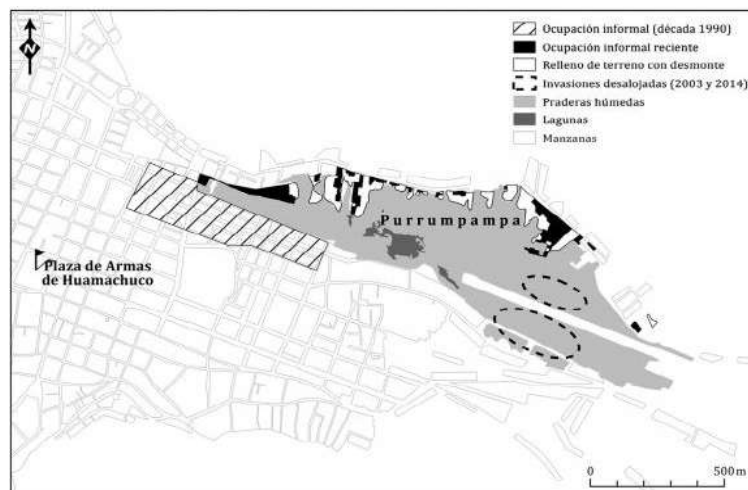 N
Ocupación informal (década 1990)
Ocupación informal reciente
Relleno de terreno con desmonte
Invasiones desalojadas (2003 y 2014)
Praderas húmedas
Lagunas
Manzanas
Purrumpampa
Plaza de Armas
de Huamachuco
0 500 m